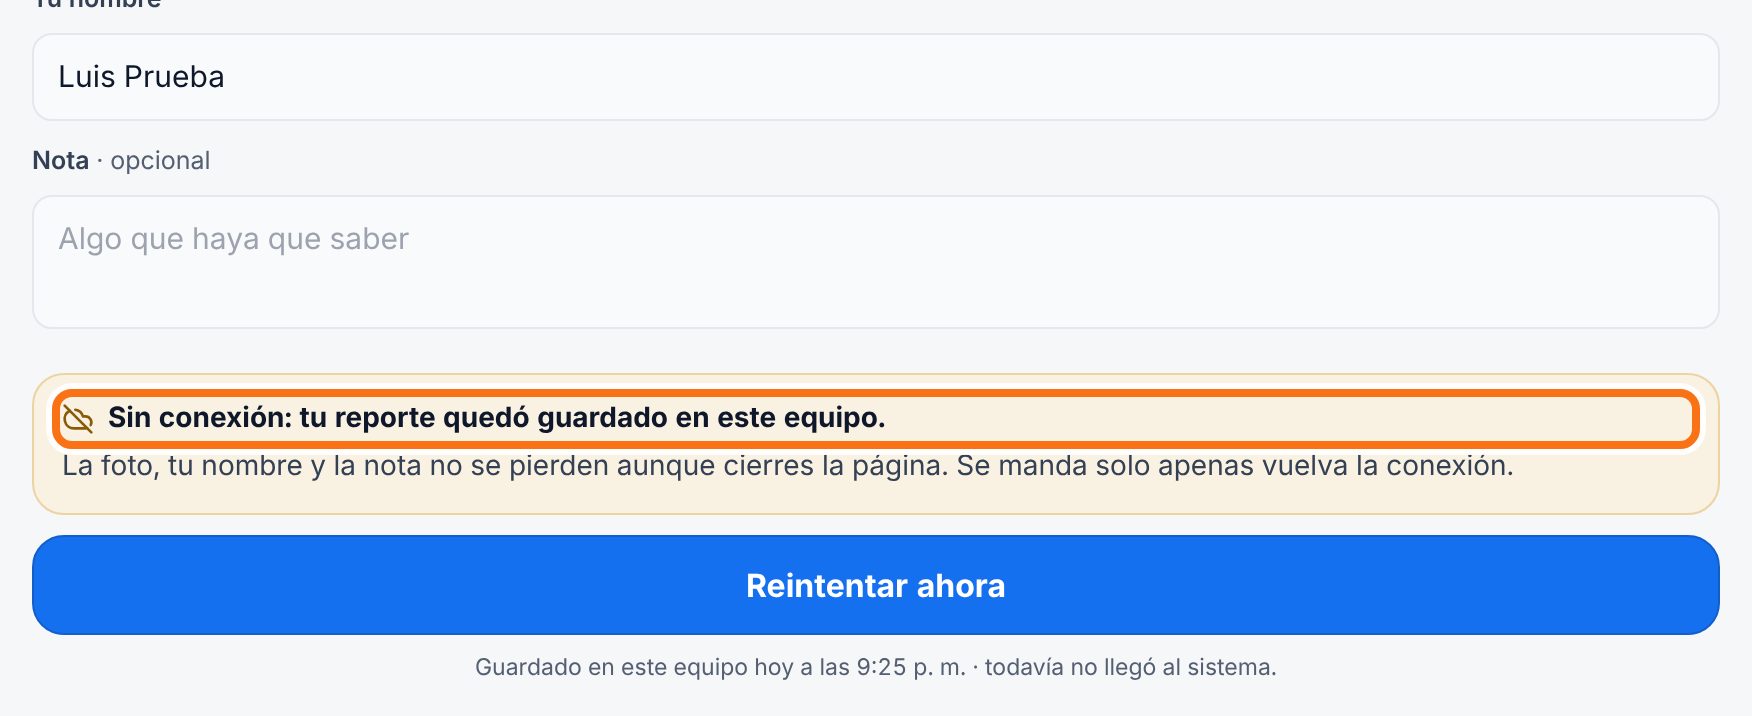 Tu nombre
Luis Prueba
Nota · opcional
Algo que haya que saber
Sin conexión: tu reporte quedó guardado en este equipo.
La foto, tu nombre y la nota no se pierden aunque cierres la página. Se manda solo apenas vuelva la conexión.
Reintentar ahora
Guardado en este equipo hoy a las 9:25 p. m. · todavía no llegó al sistema.